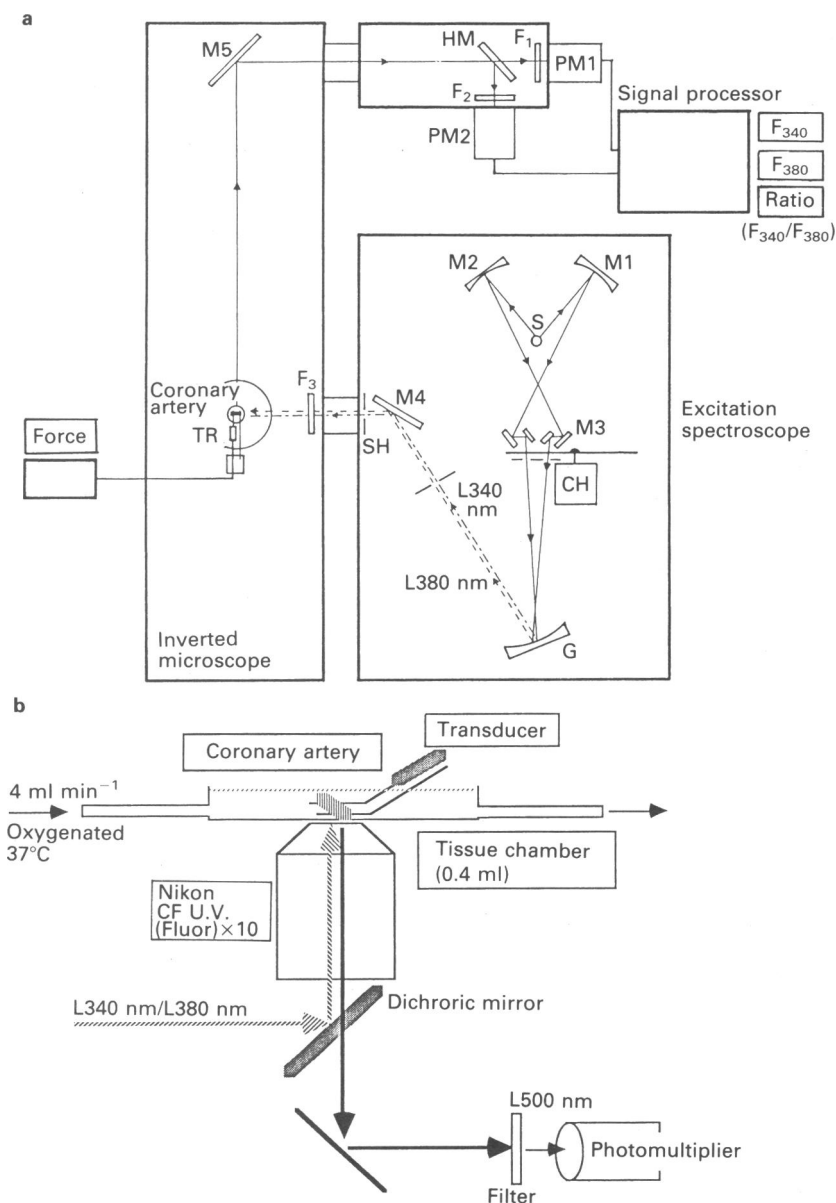 a
M5
HM
F₁
PM1
F₂
PM2
Signal processor
F₃₄₀
F₃₈₀
Ratio
(F₃₄₀/F₃₈₀)
M2
M1
S
Coronary
artery
F₃
M4
M3
Excitation
spectroscope
Force
TR
SH
CH
L340
nm
L380 nm
G
Inverted
microscope
b
Transducer
Coronary artery
4 ml min⁻¹
Oxygenated
37°C
Tissue chamber
(0.4 ml)
Nikon
CF U.V.
(Fluor)×10
L340 nm/L380 nm
Dichroric mirror
L500 nm
Photomultiplier
Filter